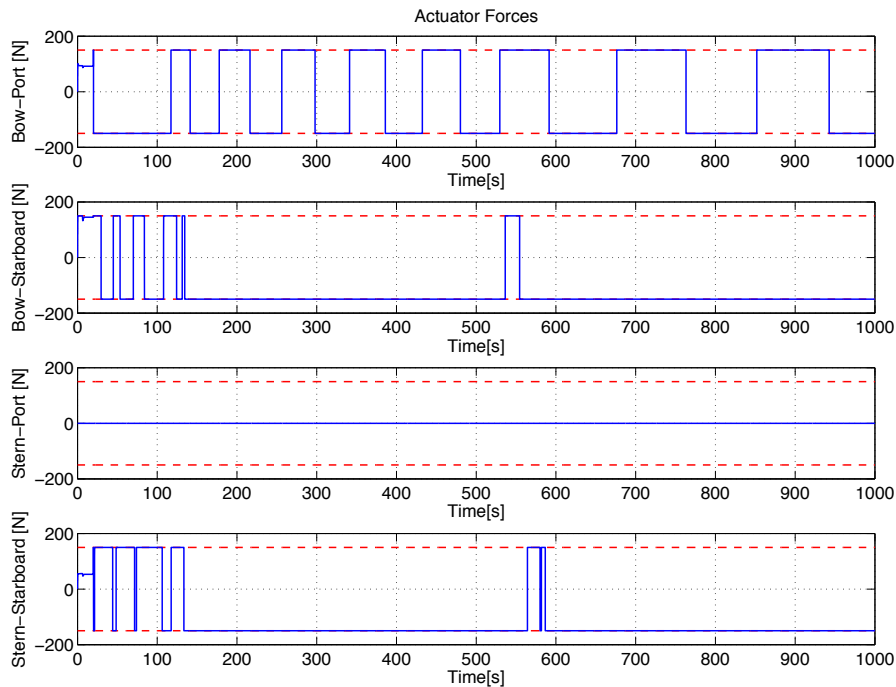 Actuator Forces
Bow−Port [N]
200
0
−200
0 100 200 300 400 500 600 700 800 900 1000
Time[s]
Bow−Starboard [N]
200
0
−200
0 100 200 300 400 500 600 700 800 900 1000
Time[s]
Stern−Port [N]
200
0
−200
0 100 200 300 400 500 600 700 800 900 1000
Time[s]
Stern−Starboard [N]
200
0
−200
0 100 200 300 400 500 600 700 800 900 1000
Time[s]